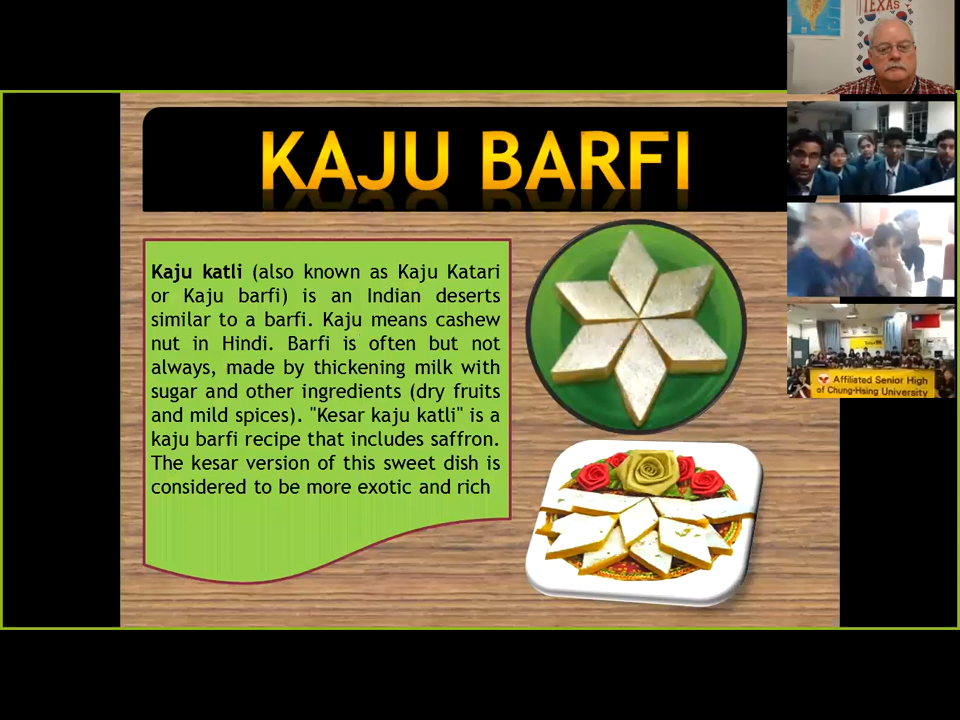 TEXAS
KAJU BARFI
Kaju katli (also known as Kaju Katari
or Kaju barfi) is an Indian deserts
similar to a barfi. Kaju means cashew
nut in Hindi. Barfi is often but not
always, made by thickening milk with
sugar and other ingredients (dry fruits
and mild spices). "Kesar kaju katli" is a
kaju barfi recipe that includes saffron.
The kesar version of this sweet dish is
considered to be more exotic and rich
Affiliated Senior High
of Chung-Hsing University